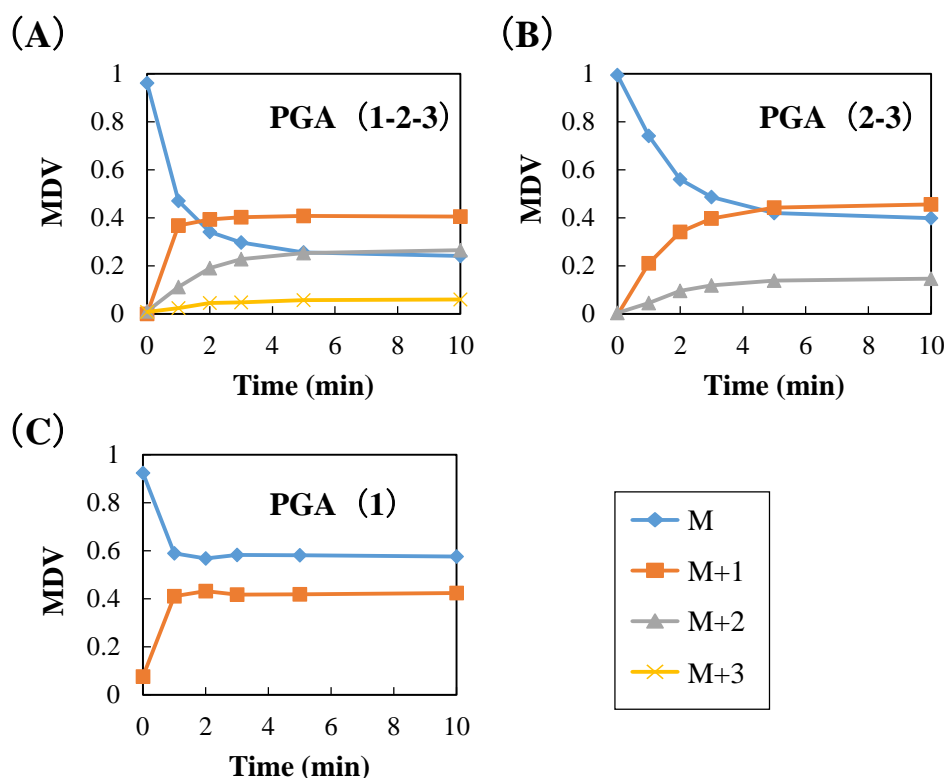 （A）
PGA（1-2-3）
MDV
1
0.8
0.6
0.4
0.2
0
0 2 4 6 8 10
Time (min)
（B）
PGA（2-3）
MDV
1
0.8
0.6
0.4
0.2
0
0 2 4 6 8 10
Time (min)
（C）
PGA（1）
MDV
1
0.8
0.6
0.4
0.2
0
0 2 4 6 8 10
Time (min)
M
M+1
M+2
M+3